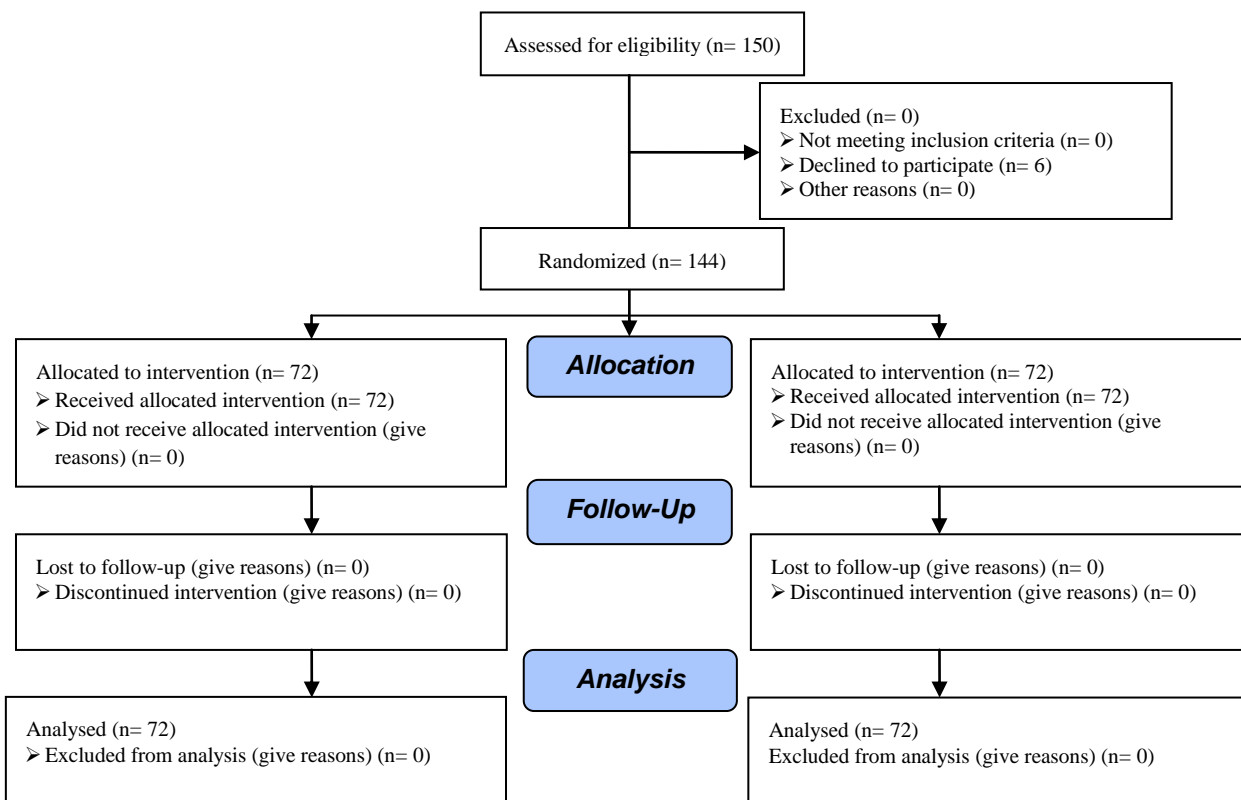 Assessed for eligibility (n= 150)
Excluded (n= 0)
➢ Not meeting inclusion criteria (n= 0)
➢ Declined to participate (n= 6)
➢ Other reasons (n= 0)
Randomized (n= 144)
Allocation
Allocated to intervention (n= 72)
➢ Received allocated intervention (n= 72)
➢ Did not receive allocated intervention (give
reasons) (n= 0)
Allocated to intervention (n= 72)
➢ Received allocated intervention (n= 72)
➢ Did not receive allocated intervention (give
reasons) (n= 0)
Follow-Up
Lost to follow-up (give reasons) (n= 0)
➢ Discontinued intervention (give reasons) (n= 0)
Lost to follow-up (give reasons) (n= 0)
➢ Discontinued intervention (give reasons) (n= 0)
Analysis
Analysed (n= 72)
➢ Excluded from analysis (give reasons) (n= 0)
Analysed (n= 72)
Excluded from analysis (give reasons) (n= 0)